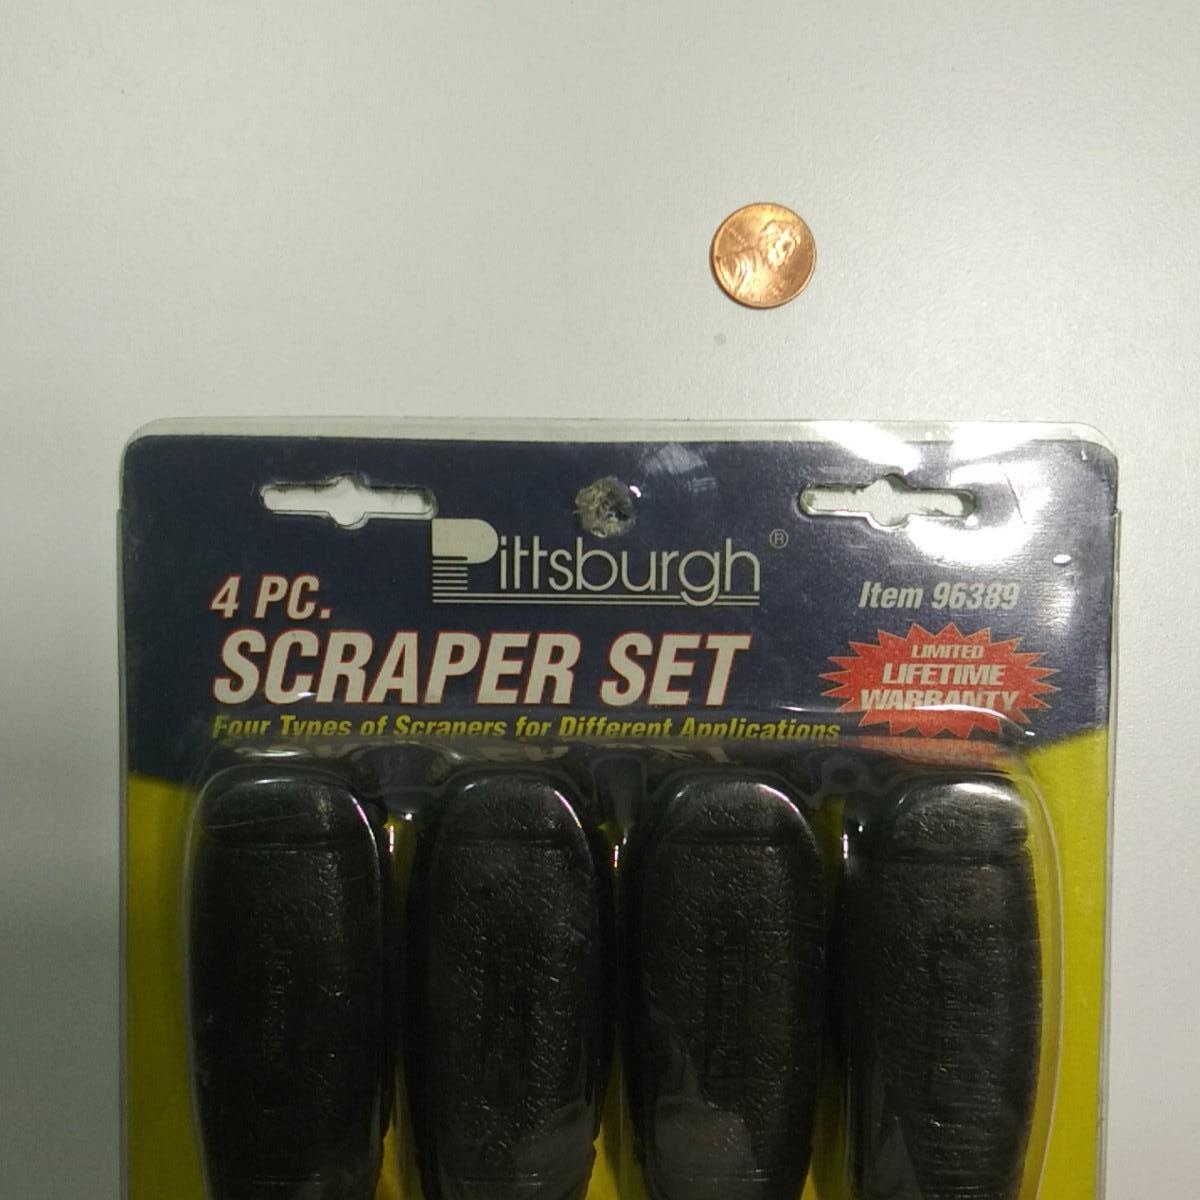 Pittsburgh®
4 PC.
Item 96389
SCRAPER SET
LIMITED
LIFETIME
WARRANTY
Four Types of Scrapers for Different Applications